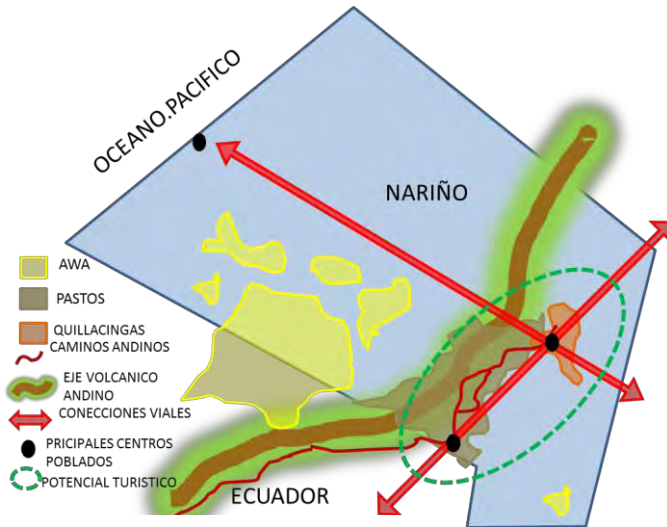 OCEANO.PACIFICO
NARIÑO
AWA
PASTOS
QUILLACINGAS
CAMINOS ANDINOS
EJE VOLCANICO
ANDINO
CONECCIONES VIALES
PRICIPALES CENTROS
POBLADOS
POTENCIAL TURISTICO
ECUADOR